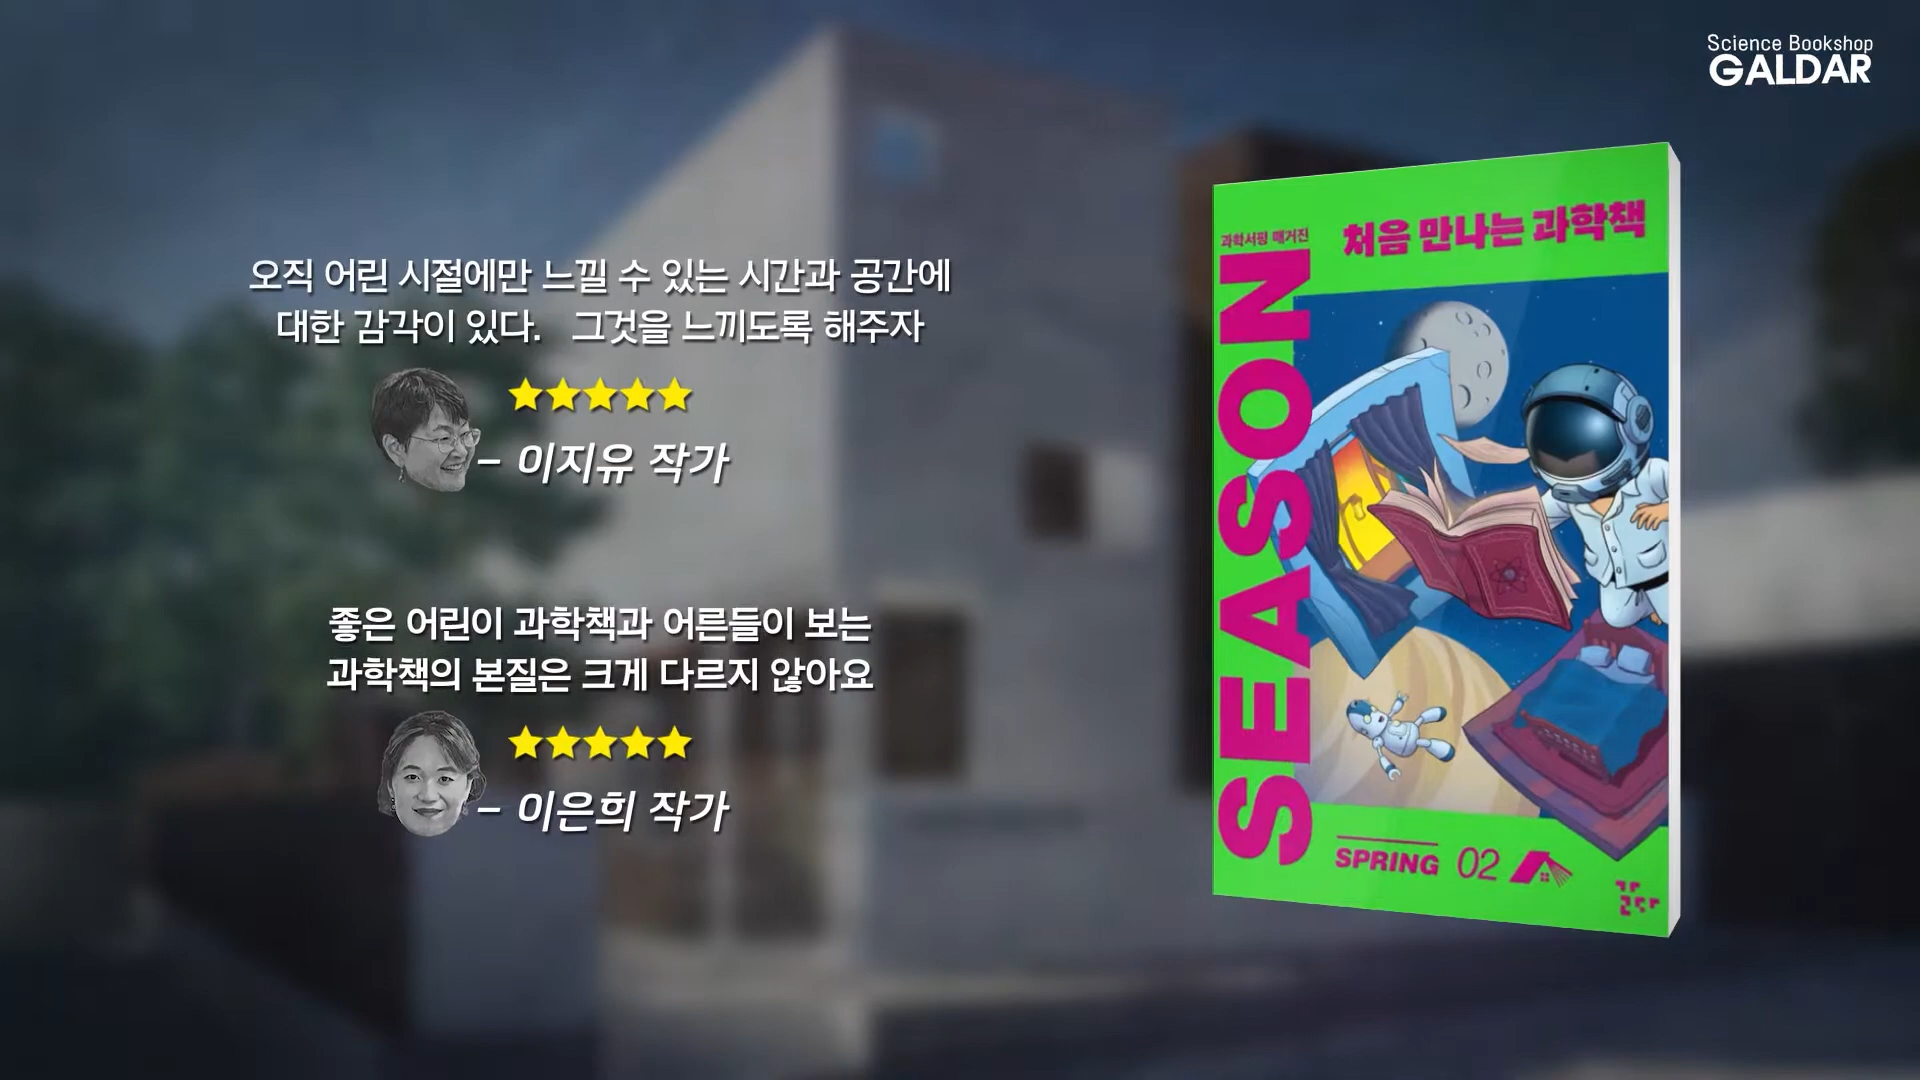 Science Bookshop
GALDAR
오직 어린 시절에만 느낄 수 있는 시간과 공간에
대한 감각이 있다. 그것을 느끼도록 해주자
- 이지유 작가
좋은 어린이 과학책과 어른들이 보는
과학책의 본질은 크게 다르지 않아요
- 이은희 작가
과학서평 매거진
처음 만나는 과학책
SEASON
SPRING 02
갈다